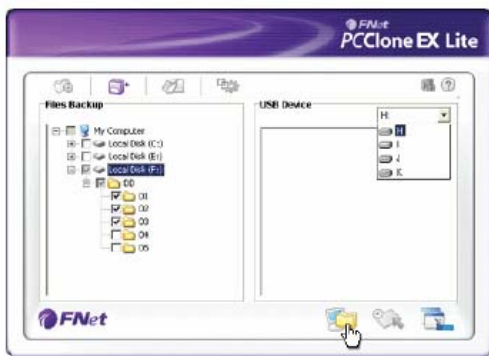 FNet
PCClone EX Lite
Files Backup
My Computer
Local Disk (C:)
Local Disk (E:)
Local Disk (F:)
00
01
02
03
04
05
USB Device
H
H
I
J
K
FNet